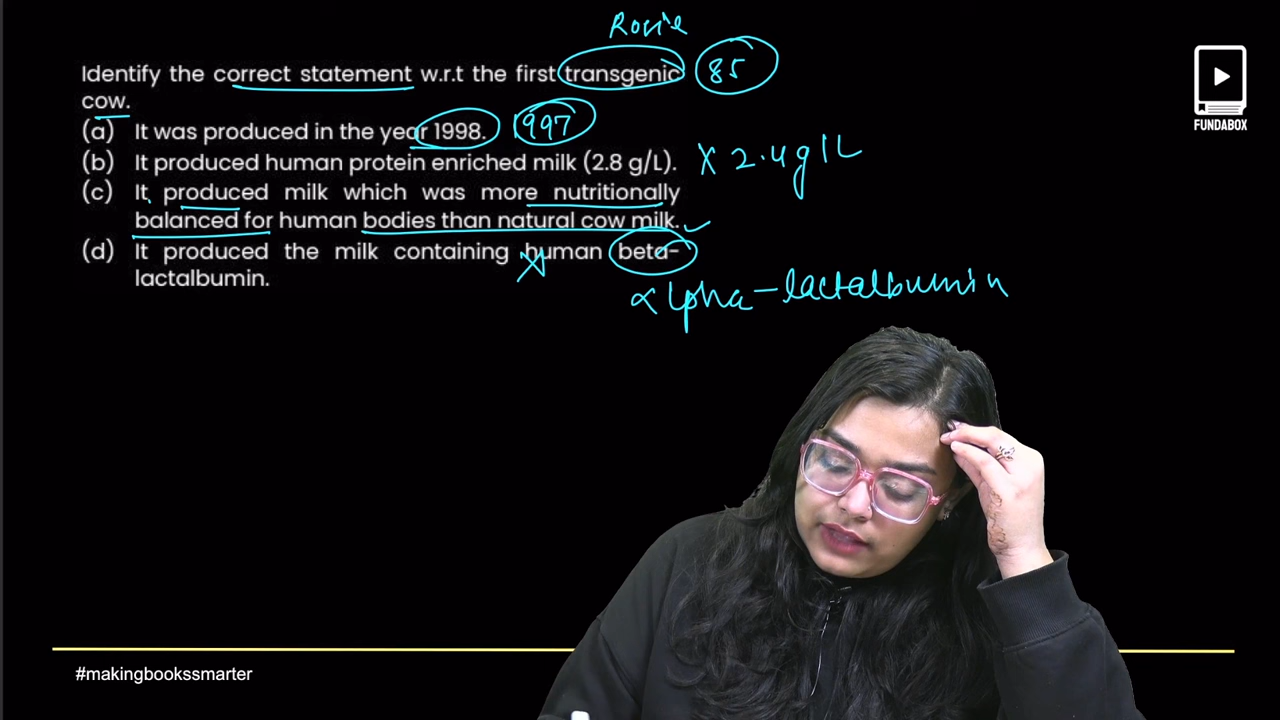 Rosie
Identify the correct statement w.r.t the first transgenic 85
cow.
(a) It was produced in the year 1998. 1997
(b) It produced human protein enriched milk (2.8 g/L). X 2.4g/L
(c) It produced milk which was more nutritionally
balanced for human bodies than natural cow milk. ✓
(d) It produced the milk containing human beta-
lactalbumin.
αlpha-lactalbumin
FUNDABOX
#makingbookssmarter